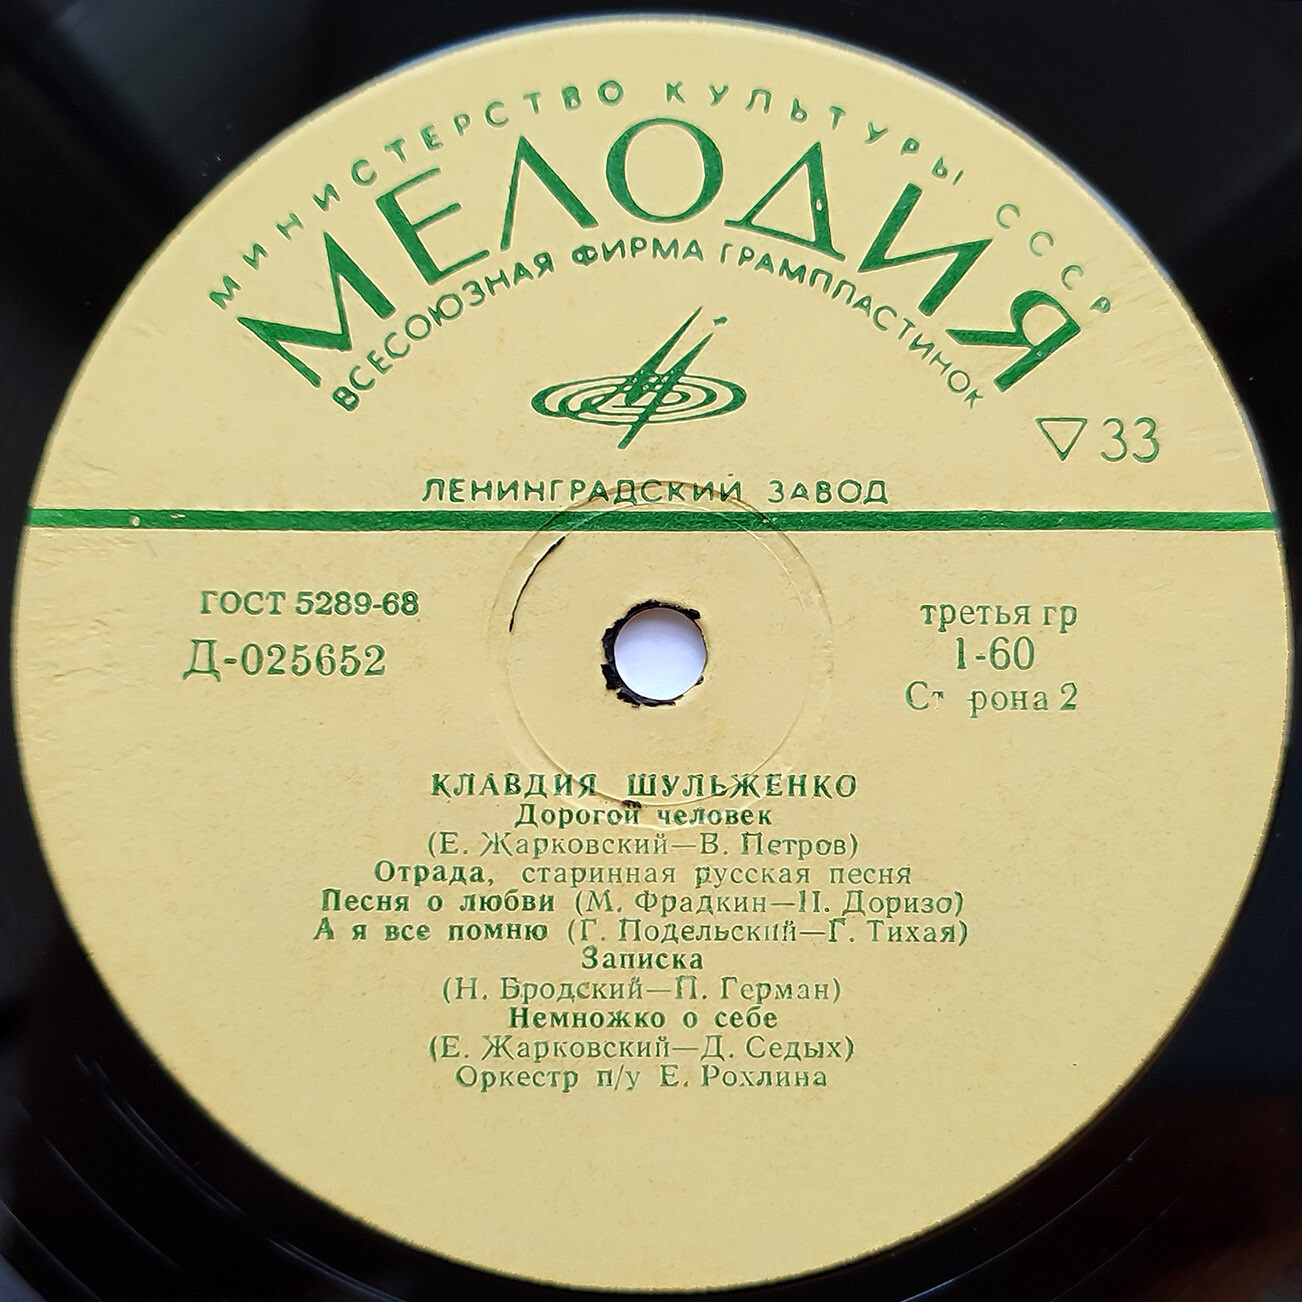 МИНИСТЕРСТВО КУЛЬТУРЫ СССР
МЕЛОДИЯ
ВСЕСОЮЗНАЯ ФИРМА ГРАМПЛАСТИНОК
33
ЛЕНИНГРАДСКИЙ ЗАВОД
ГОСТ 5289-68
Д-025652
третья гр
1-60
Сторона 2
КЛАВДИЯ ШУЛЬЖЕНКО
Дорогой человек
(Е. Жарковский—В. Петров)
Отрада, старинная русская песня
Песня о любви (М. Фрадкин—Н. Доризо)
А я все помню (Г. Подельский—Г. Тихая)
Записка
(Н. Бродский—П. Герман)
Немножко о себе
(Е. Жарковский—Д. Седых)
Оркестр п/у Е. Рохлина